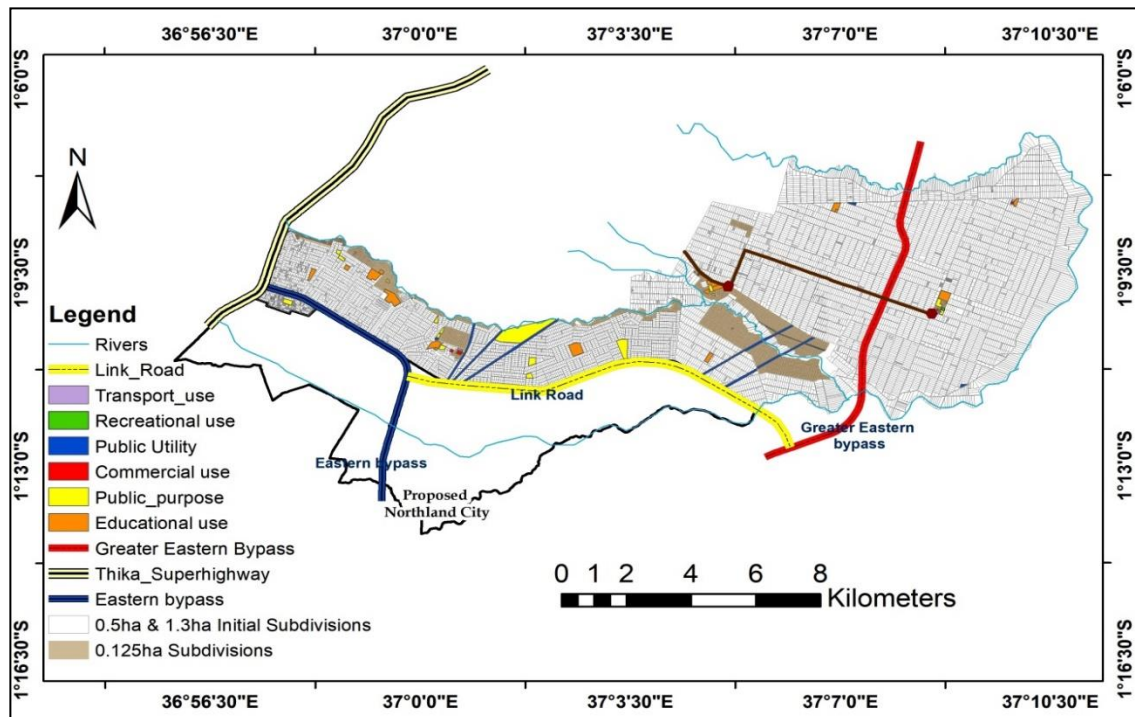 36°56'30"E 37°0'0"E 37°3'30"E 37°7'0"E 37°10'30"E
1°6'0"S
1°6'0"S
N
1°9'30"S
1°9'30"S
Legend
Rivers
Link_Road
Transport_use
Recreational use
Public Utility
Commercial use
Public_purpose
Educational use
Greater Eastern Bypass
Thika_Superhighway
Eastern bypass
0.5ha & 1.3ha Initial Subdivisions
0.125ha Subdivisions
Link Road
Greater Eastern
bypass
Eastern bypass
Proposed
Northland City
1°13'0"S
1°13'0"S
0 1 2 4 6 8
Kilometers
1°16'30"S
1°16'30"S
36°56'30"E 37°0'0"E 37°3'30"E 37°7'0"E 37°10'30"E